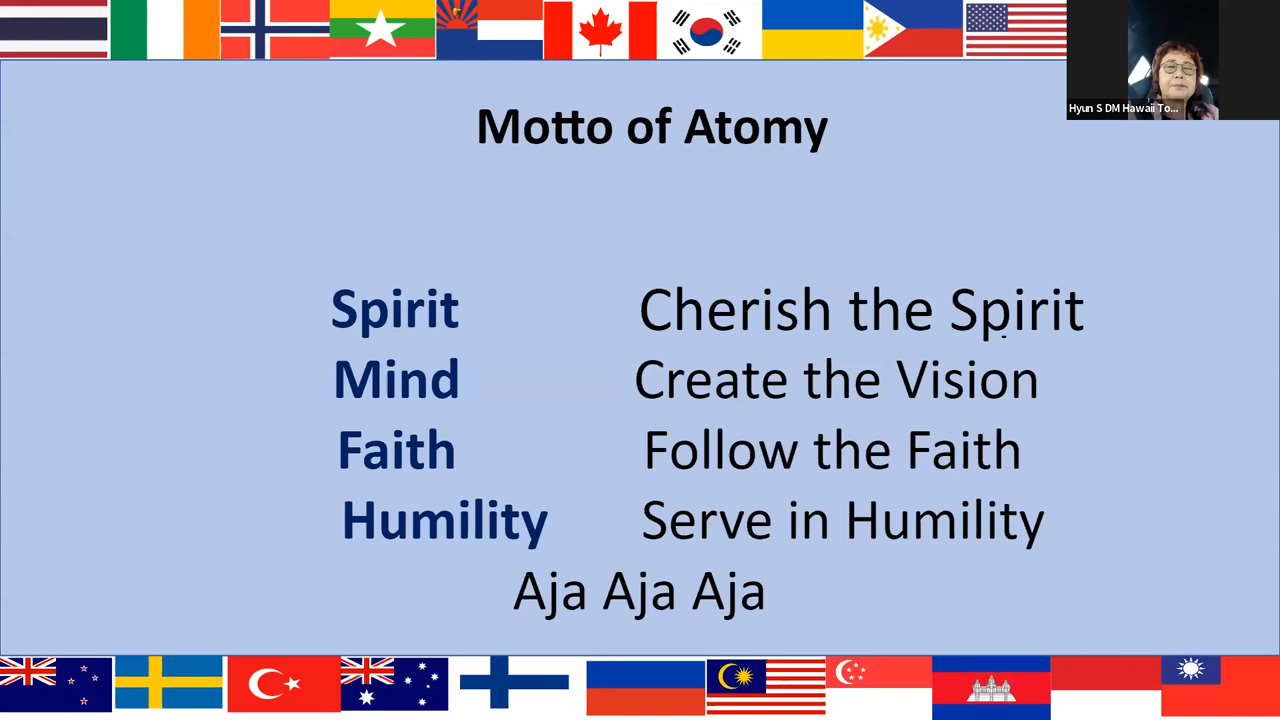 Motto of Atomy
Hyun S DM Hawaii To...
Spirit Cherish the Spirit
Mind Create the Vision
Faith Follow the Faith
Humility Serve in Humility
Aja Aja Aja